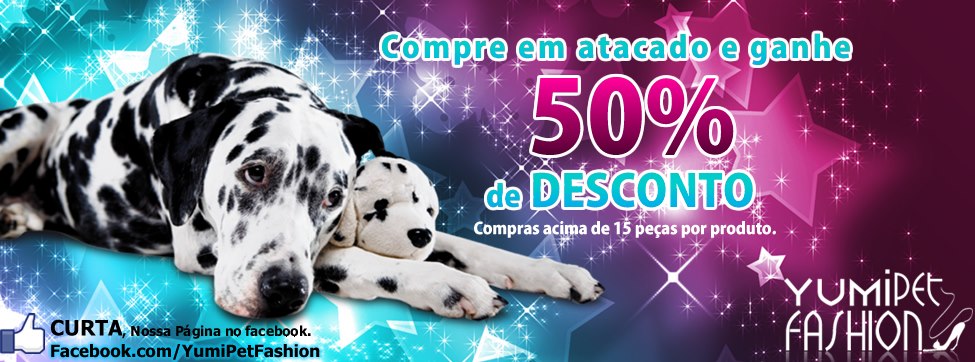 Compre em atacado e ganhe
50%
de DESCONTO
Compras acima de 15 peças por produto.
YUMiPET
FASHION
CURTA, Nossa Página no facebook.
Facebook.com/YumiPetFashion